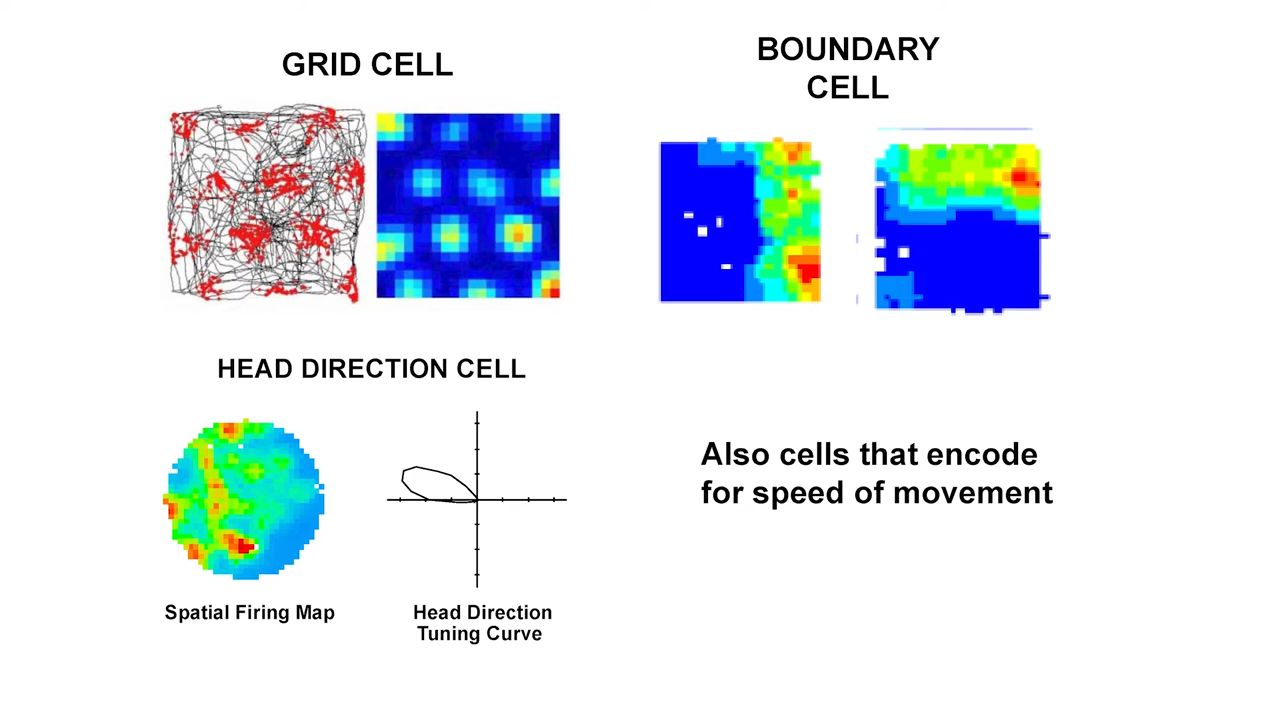 GRID CELL
BOUNDARY
CELL
HEAD DIRECTION CELL
Also cells that encode
for speed of movement
Spatial Firing Map
Head Direction
Tuning Curve